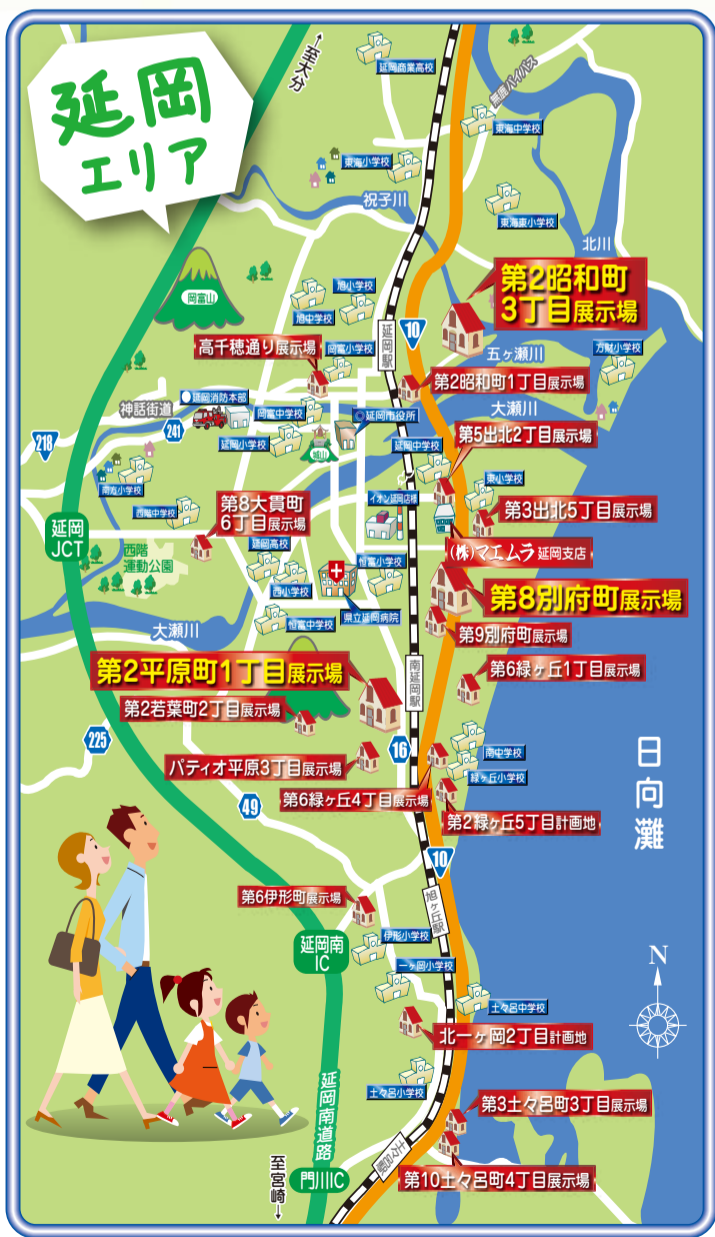 延岡
エリア
↑至大分
延岡商業高校
無鹿バイパス
東海中学校
東海小学校
祝子川
東海東小学校
北川
岡富山
第2昭和町
3丁目展示場
旭小学校
旭中学校
延岡駅
10
五ヶ瀬川
方財小学校
高千穂通り展示場
岡富小学校
第2昭和町1丁目展示場
大瀬川
神話街道
延岡消防本部
岡富中学校
延岡市役所
218
241
延岡小学校
城山
延岡中学校
第5出北2丁目展示場
東小学校
南方小学校
西階中学校
第8大貫町
6丁目展示場
イオン延岡店様
第3出北5丁目展示場
延岡
JCT
西階
運動公園
延岡高校
恒富小学校
(株)マエムラ 延岡支店
西小学校
県立延岡病院
第8別府町展示場
恒富中学校
大瀬川
第9別府町展示場
第2平原町1丁目展示場
南延岡駅
第6緑ヶ丘1丁目展示場
第2若葉町2丁目展示場
225
16
南中学校
日向灘
パティオ平原3丁目展示場
緑ヶ丘小学校
第6緑ヶ丘4丁目展示場
49
第2緑ヶ丘5丁目計画地
10
第6伊形町展示場
旭ヶ丘駅
延岡南
IC
伊形小学校
一ヶ岡小学校
N
土々呂中学校
北一ヶ岡2丁目計画地
土々呂小学校
延岡南道路
第3土々呂町3丁目展示場
土々呂駅
至宮崎↓
門川IC
第10土々呂町4丁目展示場